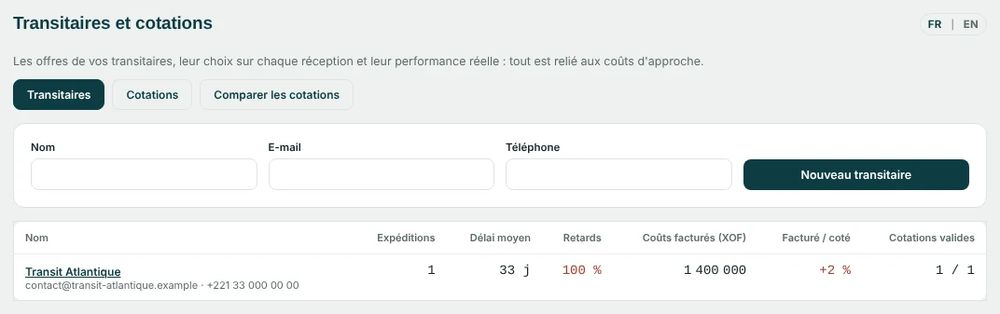 Transitaires et cotations
FR | EN
Les offres de vos transitaires, leur choix sur chaque réception et leur performance réelle : tout est relié aux coûts d'approche.
Transitaires Cotations Comparer les cotations
Nom E-mail Téléphone
Nouveau transitaire
Nom Expéditions Délai moyen Retards Coûts facturés (XOF) Facturé / coté Cotations valides
Transit Atlantique 1 33 j 100 % 1 400 000 +2 % 1 / 1
contact@transit-atlantique.example · +221 33 000 00 00